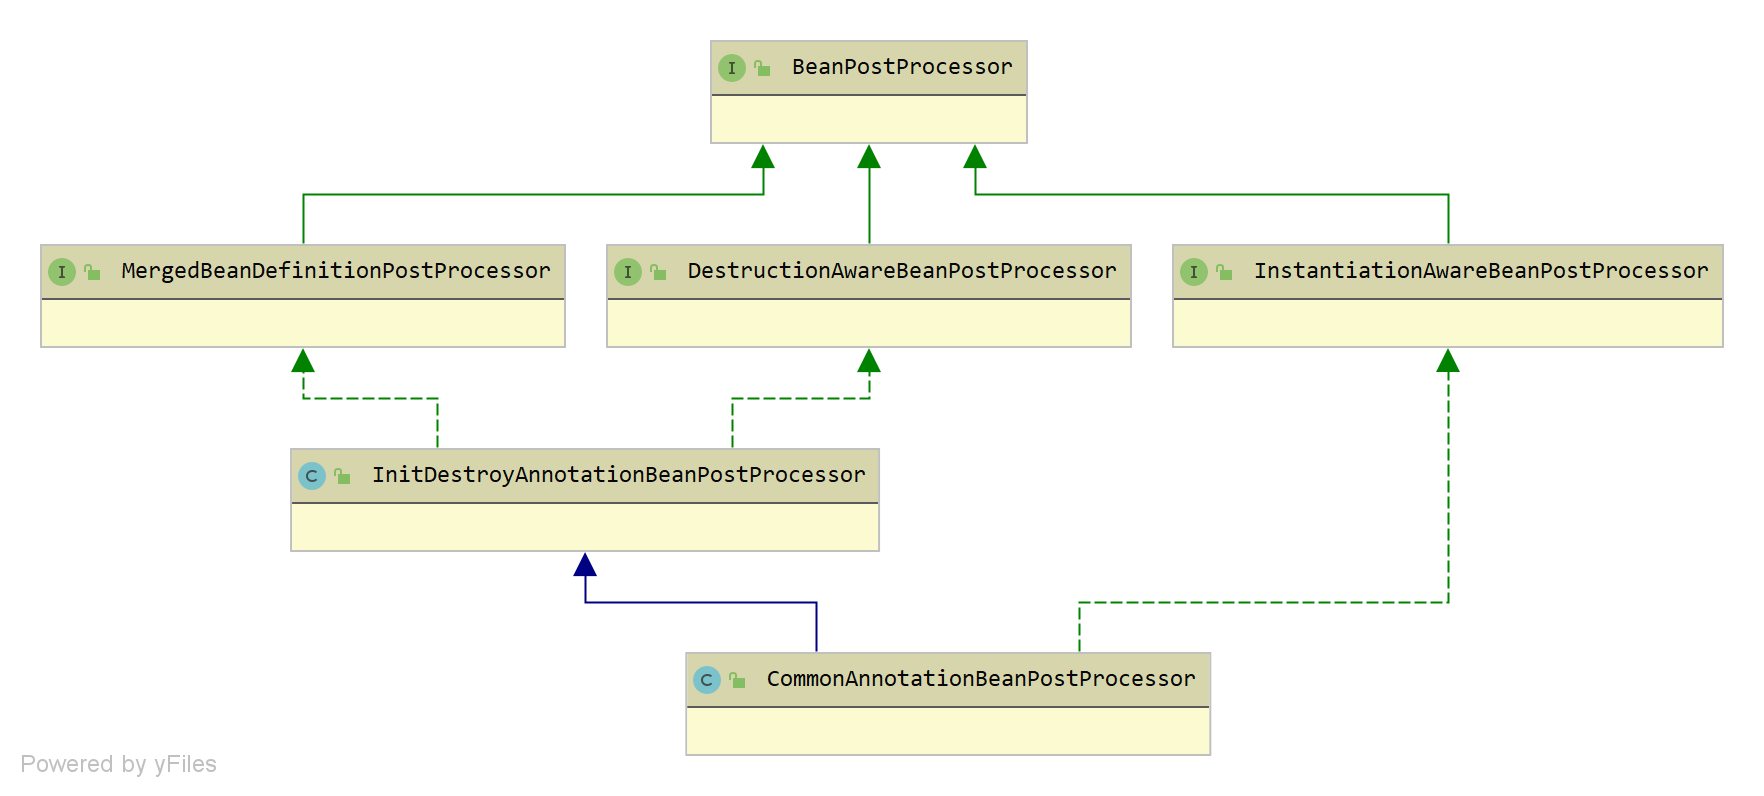 I BeanPostProcessor
I MergedBeanDefinitionPostProcessor
I DestructionAwareBeanPostProcessor
I InstantiationAwareBeanPostProcessor
C InitDestroyAnnotationBeanPostProcessor
C CommonAnnotationBeanPostProcessor
Powered by yFiles